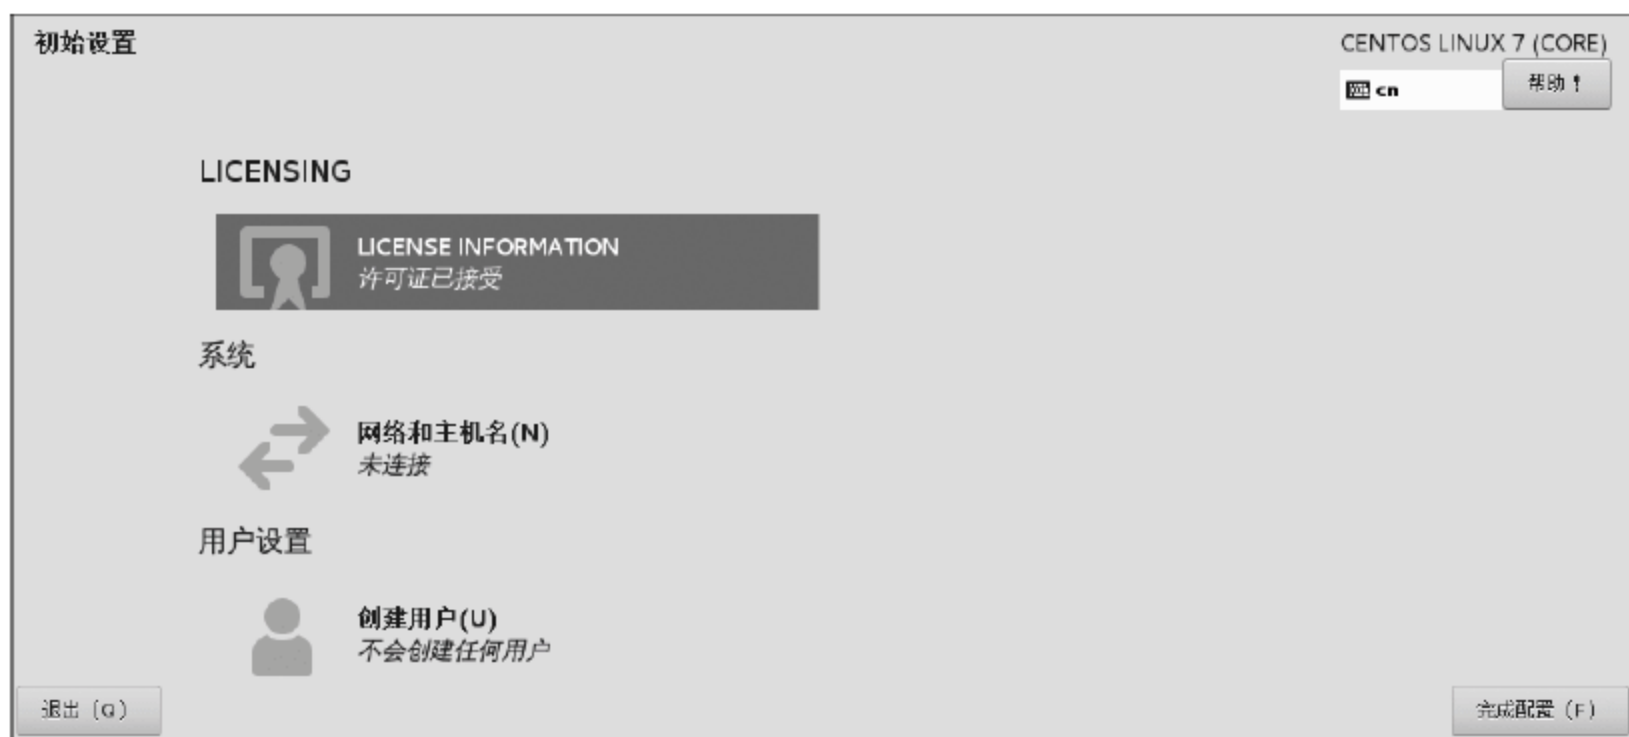 初始设置
CENTOS LINUX 7 (CORE)
cn
帮助！
LICENSING
LICENSE INFORMATION
许可证已接受
系统
网络和主机名(N)
未连接
用户设置
创建用户(U)
不会创建任何用户
退出 (Q)
完成配置 (F)